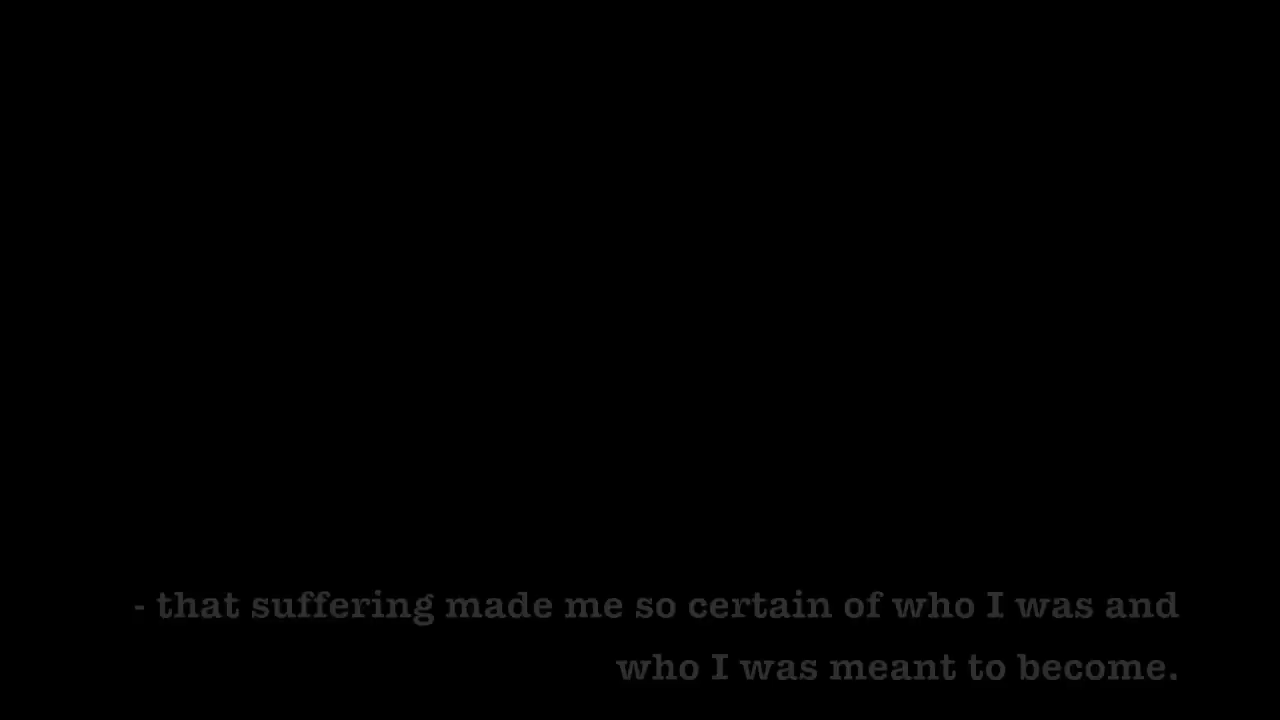 - that suffering made me so certain of who I was and
who I was meant to become.